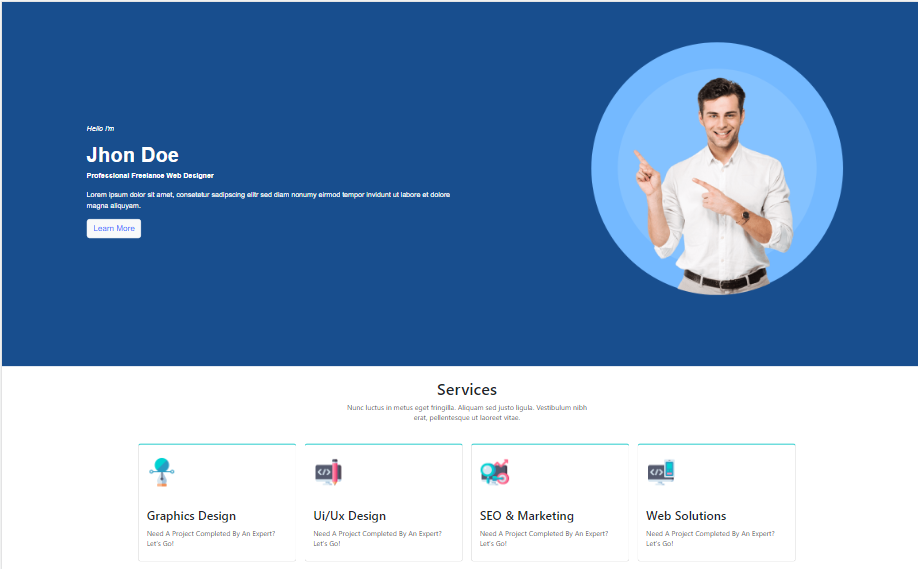 Hello I'm
Jhon Doe
Professional Freelance Web Designer
Lorem ipsum dolor sit amet, consetetur sadipscing elitr sed diam nonumy eirmod tempor invidunt ut labore et dolore
magna aliquyam.
Learn More
Services
Nunc luctus in metus eget fringilla. Aliquam sed justo ligula. Vestibulum nibh
erat, pellentesque ut laoreet vitae.
Graphics Design
Need A Project Completed By An Expert?
Let's Go!
Ui/Ux Design
Need A Project Completed By An Expert?
Let's Go!
SEO & Marketing
Need A Project Completed By An Expert?
Let's Go!
Web Solutions
Need A Project Completed By An Expert?
Let's Go!